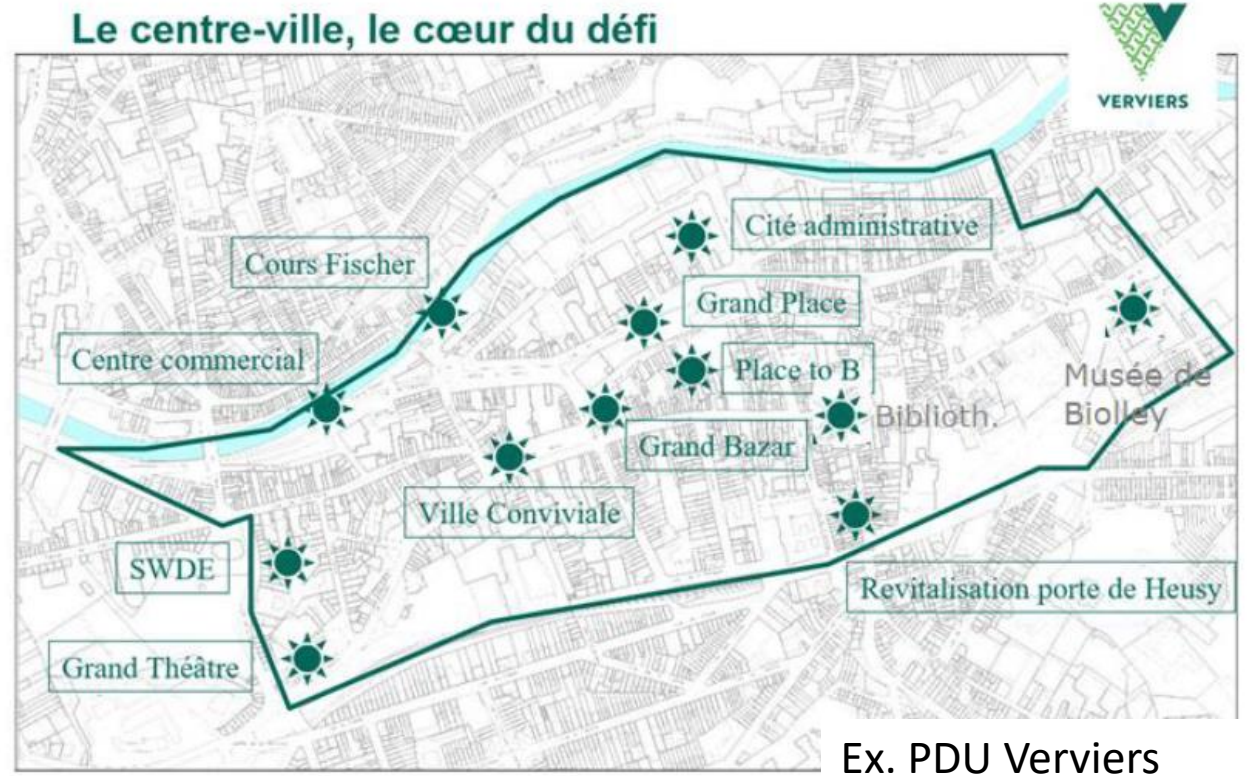 Le centre-ville, le cœur du défi
VERVIERS
Cité administrative
Cours Fischer
Grand Place
Centre commercial
Place to B
Musée de
Biolley
Biblioth.
Grand Bazar
Ville Conviviale
SWDE
Revitalisation porte de Heusy
Grand Théâtre
Ex. PDU Verviers